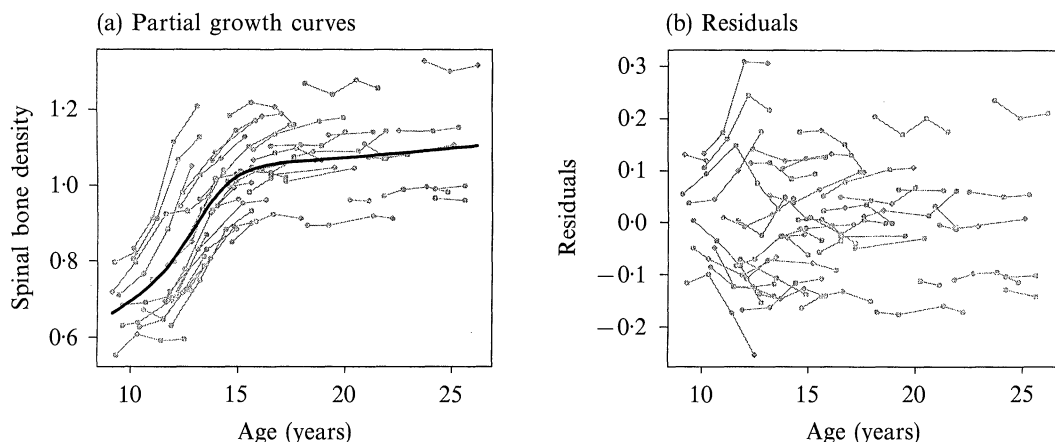 (a) Partial growth curves
Spinal bone density
1·2
1·0
0·8
0·6
10 15 20 25
Age (years)
(b) Residuals
Residuals
0·3
0·2
0·1
0·0
−0·1
−0·2
10 15 20 25
Age (years)